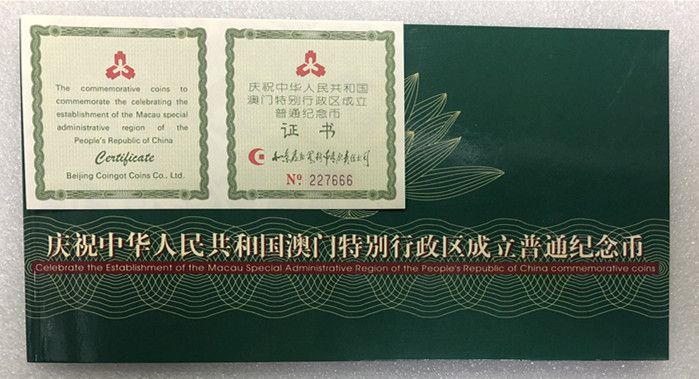 The commemorative coins to
commemorate the celebrating the
establishment of the Macau special
administrative region of the
People's Republic of China
Certificate
Beijing Coingot Coins Co., Ltd.
庆祝中华人民共和国
澳门特别行政区成立
普通纪念币
证书
No. 227666
庆祝中华人民共和国澳门特别行政区成立普通纪念币
Celebrate the Establishment of the Macau Special Administrative Region of the People's Republic of China commemorative coins